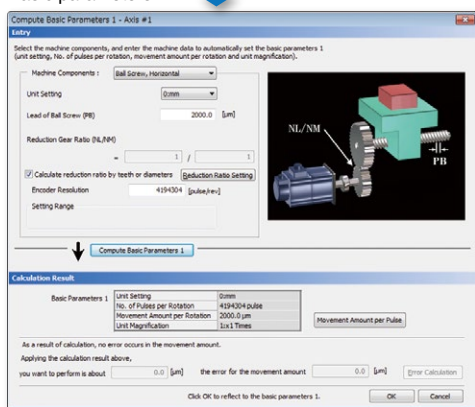 Compute Basic Parameters 1 - Axis #1
Entry
Select the machine components, and enter the machine data to automatically set the basic parameters 1
(unit setting, No. of pulses per rotation, movement amount per rotation and unit magnification).
Machine Components : Ball Screw, Horizontal
Unit Setting 0:mm
Lead of Ball Screw (PB) 2000.0 [µm]
Reduction Gear Ratio (NL/NM)
= 1 / 1
Calculate reduction ratio by teeth or diameters Reduction Ratio Setting
Encoder Resolution 4194304 [pulse/rev]
Setting Range
NL/NM
PB
Compute Basic Parameters 1
Calculation Result
Basic Parameters 1
Unit Setting 0:mm
No. of Pulses per Rotation 4194304 pulse
Movement Amount per Rotation 2000.0 µm
Unit Magnification 1:x1 Times
Movement Amount per Pulse
As a result of calculation, no error occurs in the movement amount.
Applying the calculation result above,
you want to perform is about 0.0 [µm] the error for the movement amount 0.0 [µm] Error Calculation
Click OK to reflect to the basic parameters 1. OK Cancel